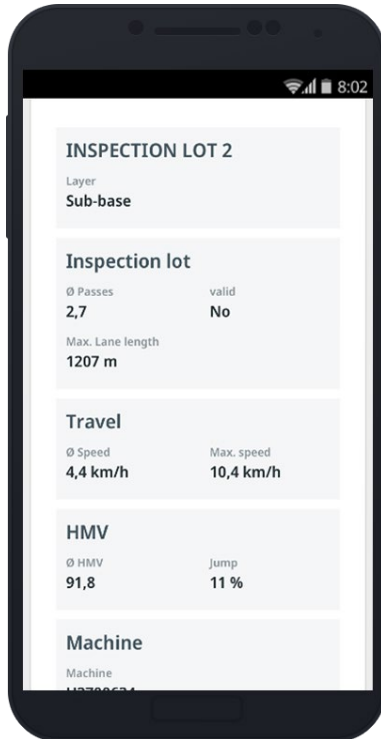 8:02
INSPECTION LOT 2
Layer
Sub-base
Inspection lot
Ø Passes valid
2,7 No
Max. Lane length
1207 m
Travel
Ø Speed Max. speed
4,4 km/h 10,4 km/h
HMV
Ø HMV Jump
91,8 11 %
Machine
Machine